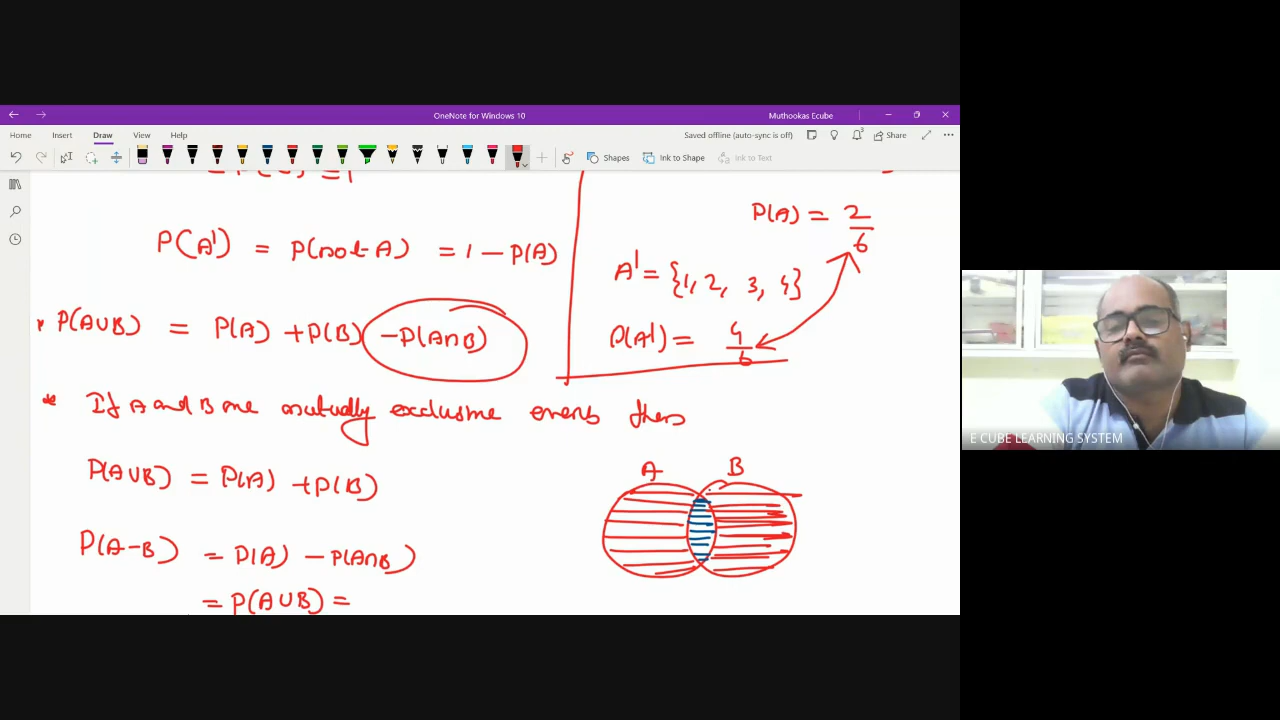 OneNote for Windows 10
Muthookas Ecube
Home Insert Draw View Help
Saved offline (auto-sync is off)
Share
Shapes
Ink to Shape
Ink to Text
P(A') = P(not A) = 1 - P(A)
* P(A∪B) = P(A) + P(B) - P(A∩B)
* If A and B are mutually exclusive events then
P(A∪B) = P(A) + P(B)
P(A-B) = P(A) - P(A∩B)
= P(A∪B) =
P(A) = 2/6
A' = {1, 2, 3, 4}
P(A') = 4/6
A B
E CUBE LEARNING SYSTEM